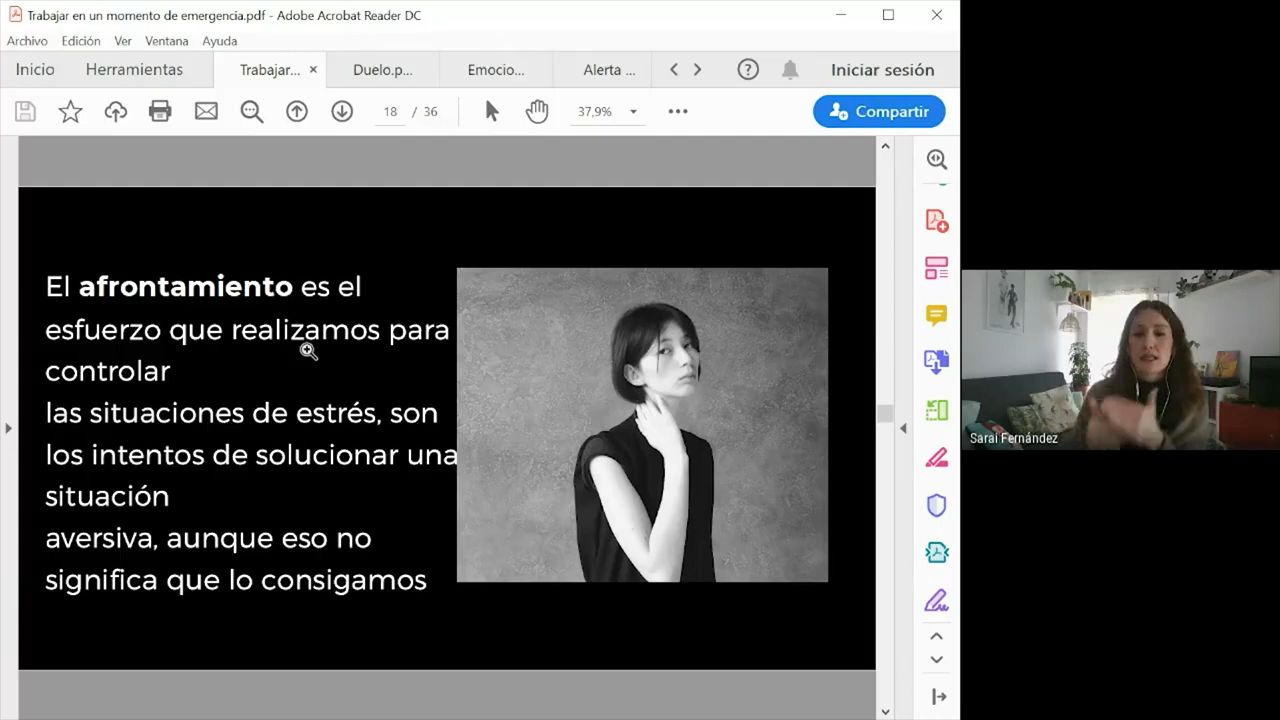 Trabajar en un momento de emergencia.pdf - Adobe Acrobat Reader DC
Archivo Edición Ver Ventana Ayuda
Inicio Herramientas Trabajar... Duelo.p... Emocio... Alerta ... Iniciar sesión
18 / 36 37,9% Compartir
El afrontamiento es el
esfuerzo que realizamos para
controlar
las situaciones de estrés, son
los intentos de solucionar una
situación
aversiva, aunque eso no
significa que lo consigamos
Sarai Fernández